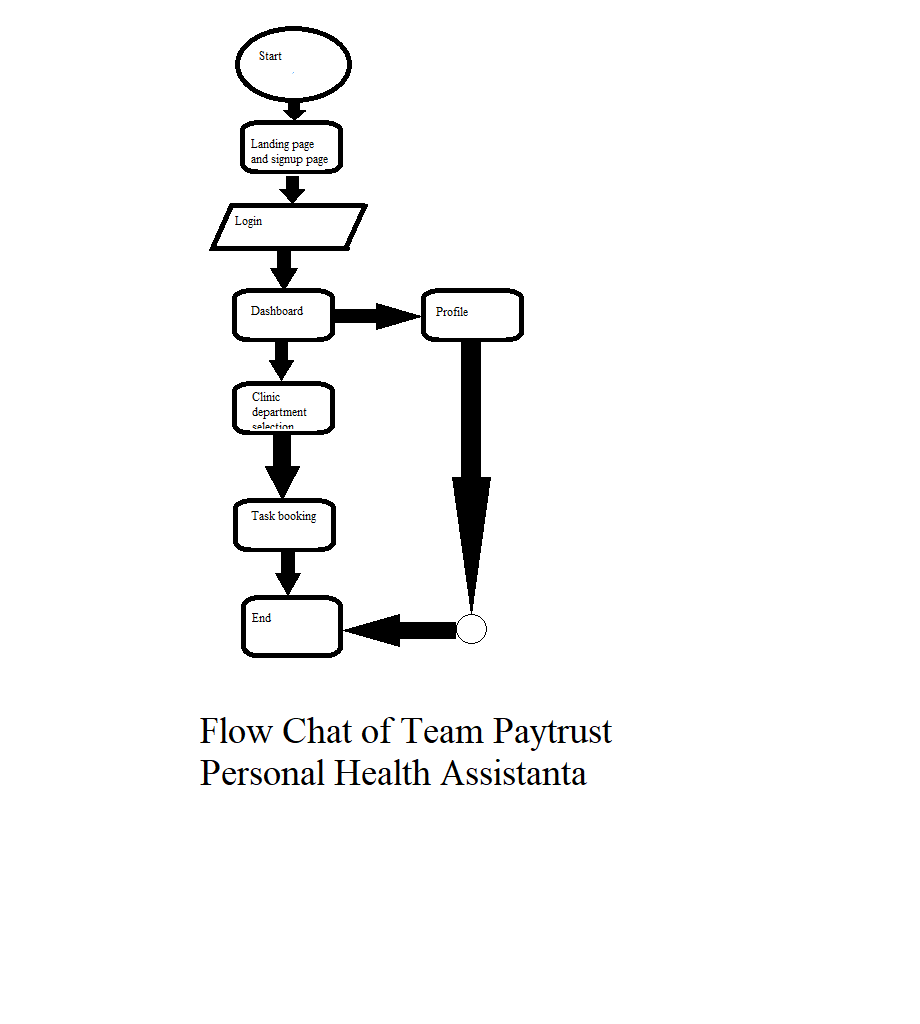 Start
Landing page
and signup page
Login
Dashboard
Profile
Clinic
department
selection
Task booking
End
Flow Chat of Team Paytrust
Personal Health Assistanta